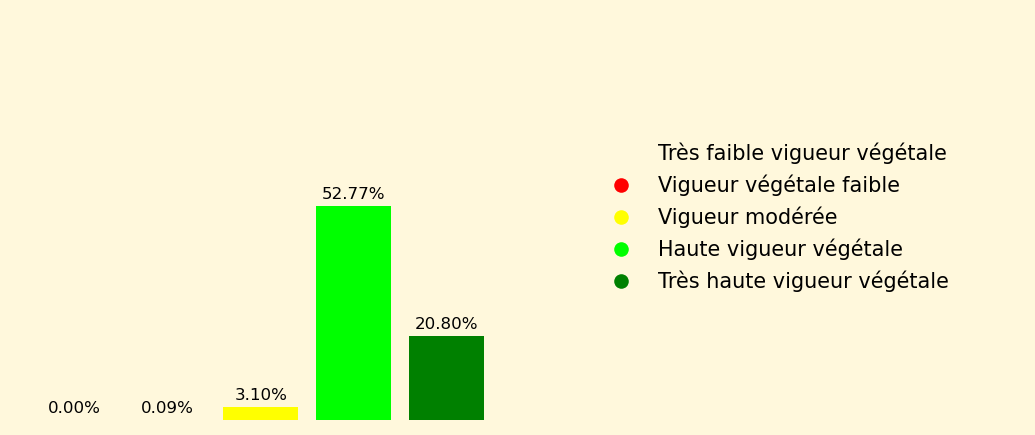 52.77%
20.80%
3.10%
0.00%
0.09%
Très faible vigueur végétale
Vigueur végétale faible
Vigueur modérée
Haute vigueur végétale
Très haute vigueur végétale